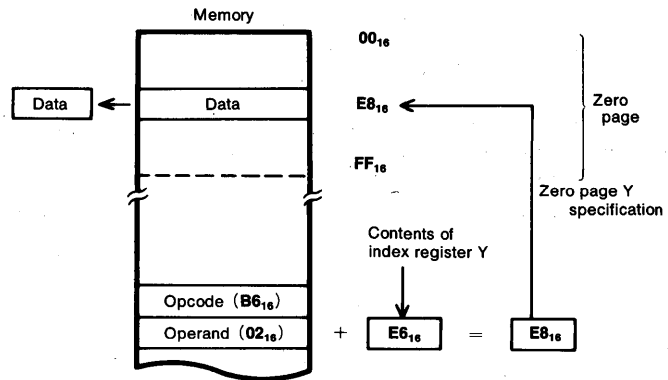 Memory
00₁₆
Data
Data
E8₁₆
Zero
page
FF₁₆
Zero page Y
specification
Contents of
index register Y
Opcode (B6₁₆)
Operand (02₁₆) + E6₁₆ = E8₁₆